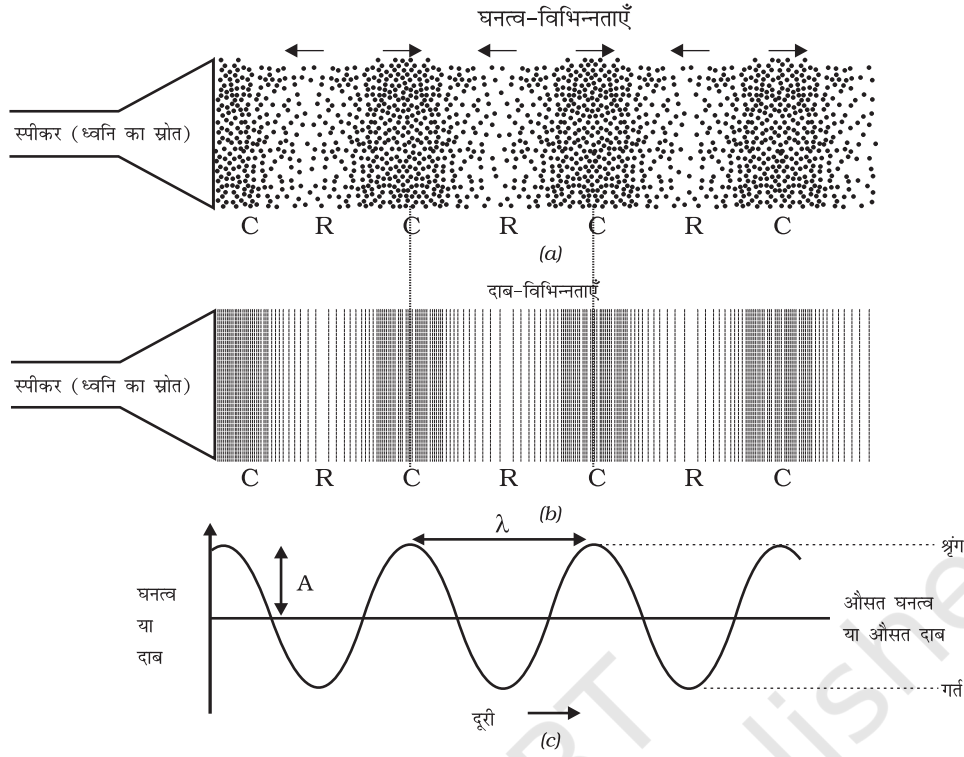 घनत्व-विभिन्नताएँ
स्पीकर (ध्वनि का स्रोत)
C R C R C R C
(a)
दाब-विभिन्नताएँ
स्पीकर (ध्वनि का स्रोत)
C R C R C R C
(b)
λ
श्रृंग
A
घनत्व
या
दाब
औसत घनत्व
या औसत दाब
गर्त
दूरी
(c)